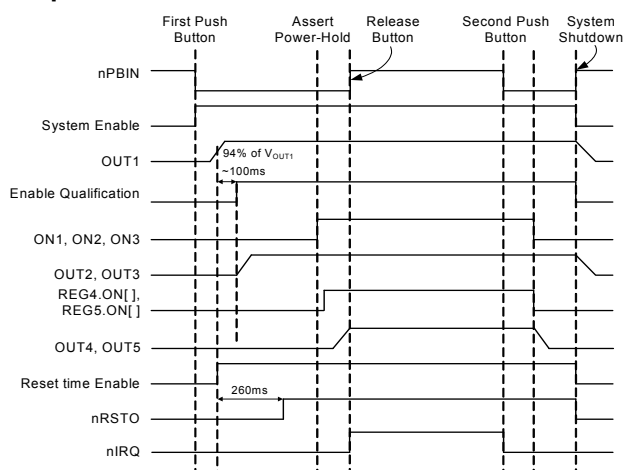 First Push
Button
Assert
Power-Hold
Release
Button
Second Push
Button
System
Shutdown
nPBIN
System Enable
OUT1
94% of VOUT1
~100ms
Enable Qualification
ON1, ON2, ON3
OUT2, OUT3
REG4.ON[ ],
REG5.ON[ ]
OUT4, OUT5
Reset time Enable
260ms
nRSTO
nIRQ